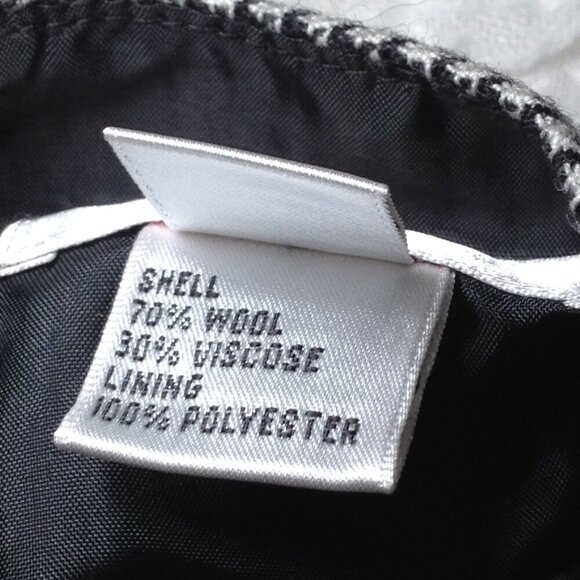 SHELL
70% WOOL
30% VISCOSE
LINING
100% POLYESTER